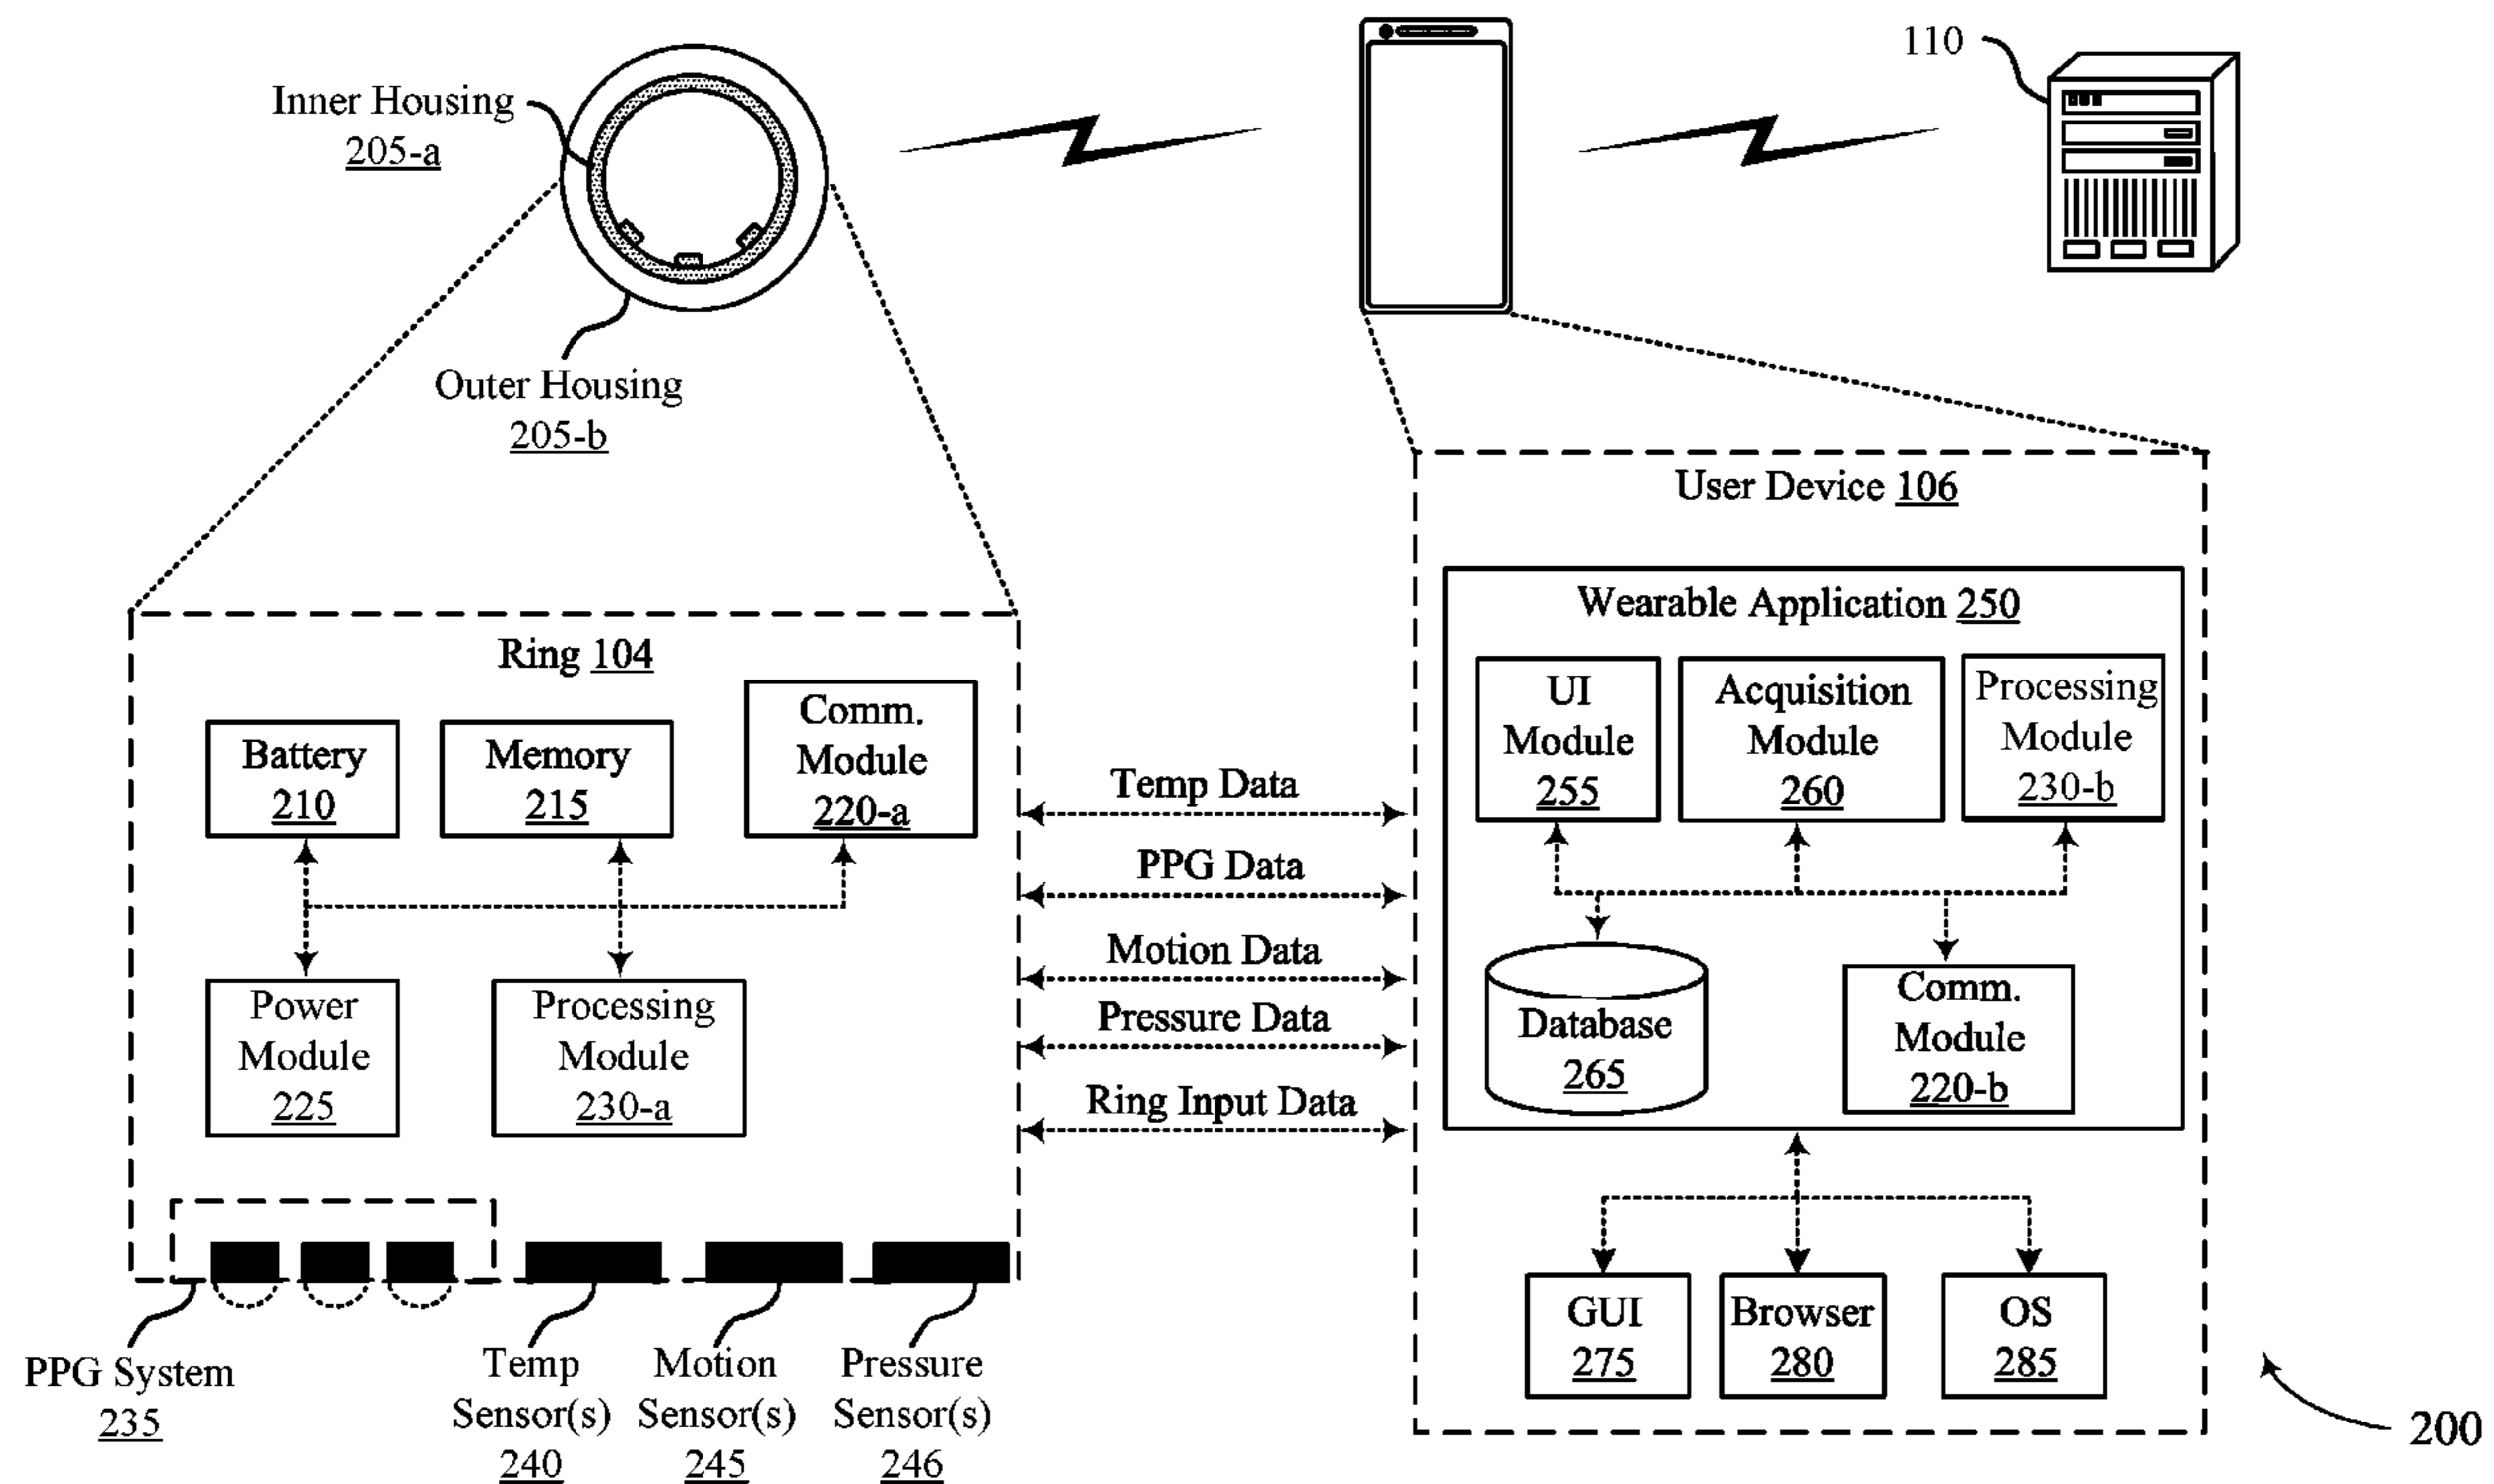 110
Inner Housing
205-a
Outer Housing
205-b
User Device 106
Wearable Application 250
UI
Module
255
Acquisition
Module
260
Processing
Module
230-b
Database
265
Comm.
Module
220-b
GUI
275
Browser
280
OS
285
Ring 104
Battery
210
Memory
215
Comm.
Module
220-a
Power
Module
225
Processing
Module
230-a
Temp Data
PPG Data
Motion Data
Pressure Data
Ring Input Data
PPG System
235
Temp
Sensor(s)
240
Motion
Sensor(s)
245
Pressure
Sensor(s)
246
200